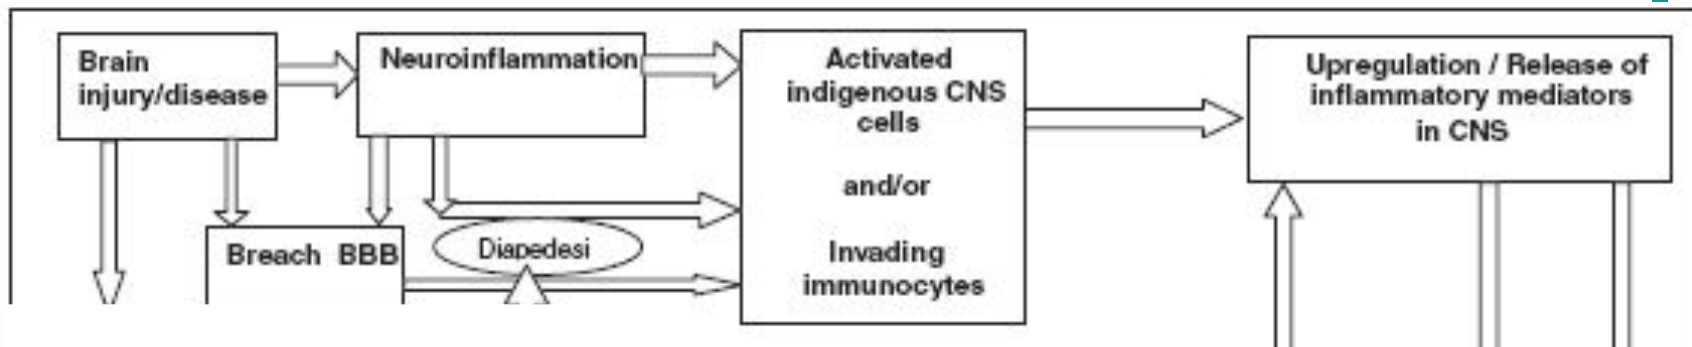 Brain
injury/disease
Neuroinflammation
Activated
indigenous CNS
cells
and/or
Invading
immunocytes
Upregulation / Release of
inflammatory mediators
in CNS
Breach BBB
Diapedesi